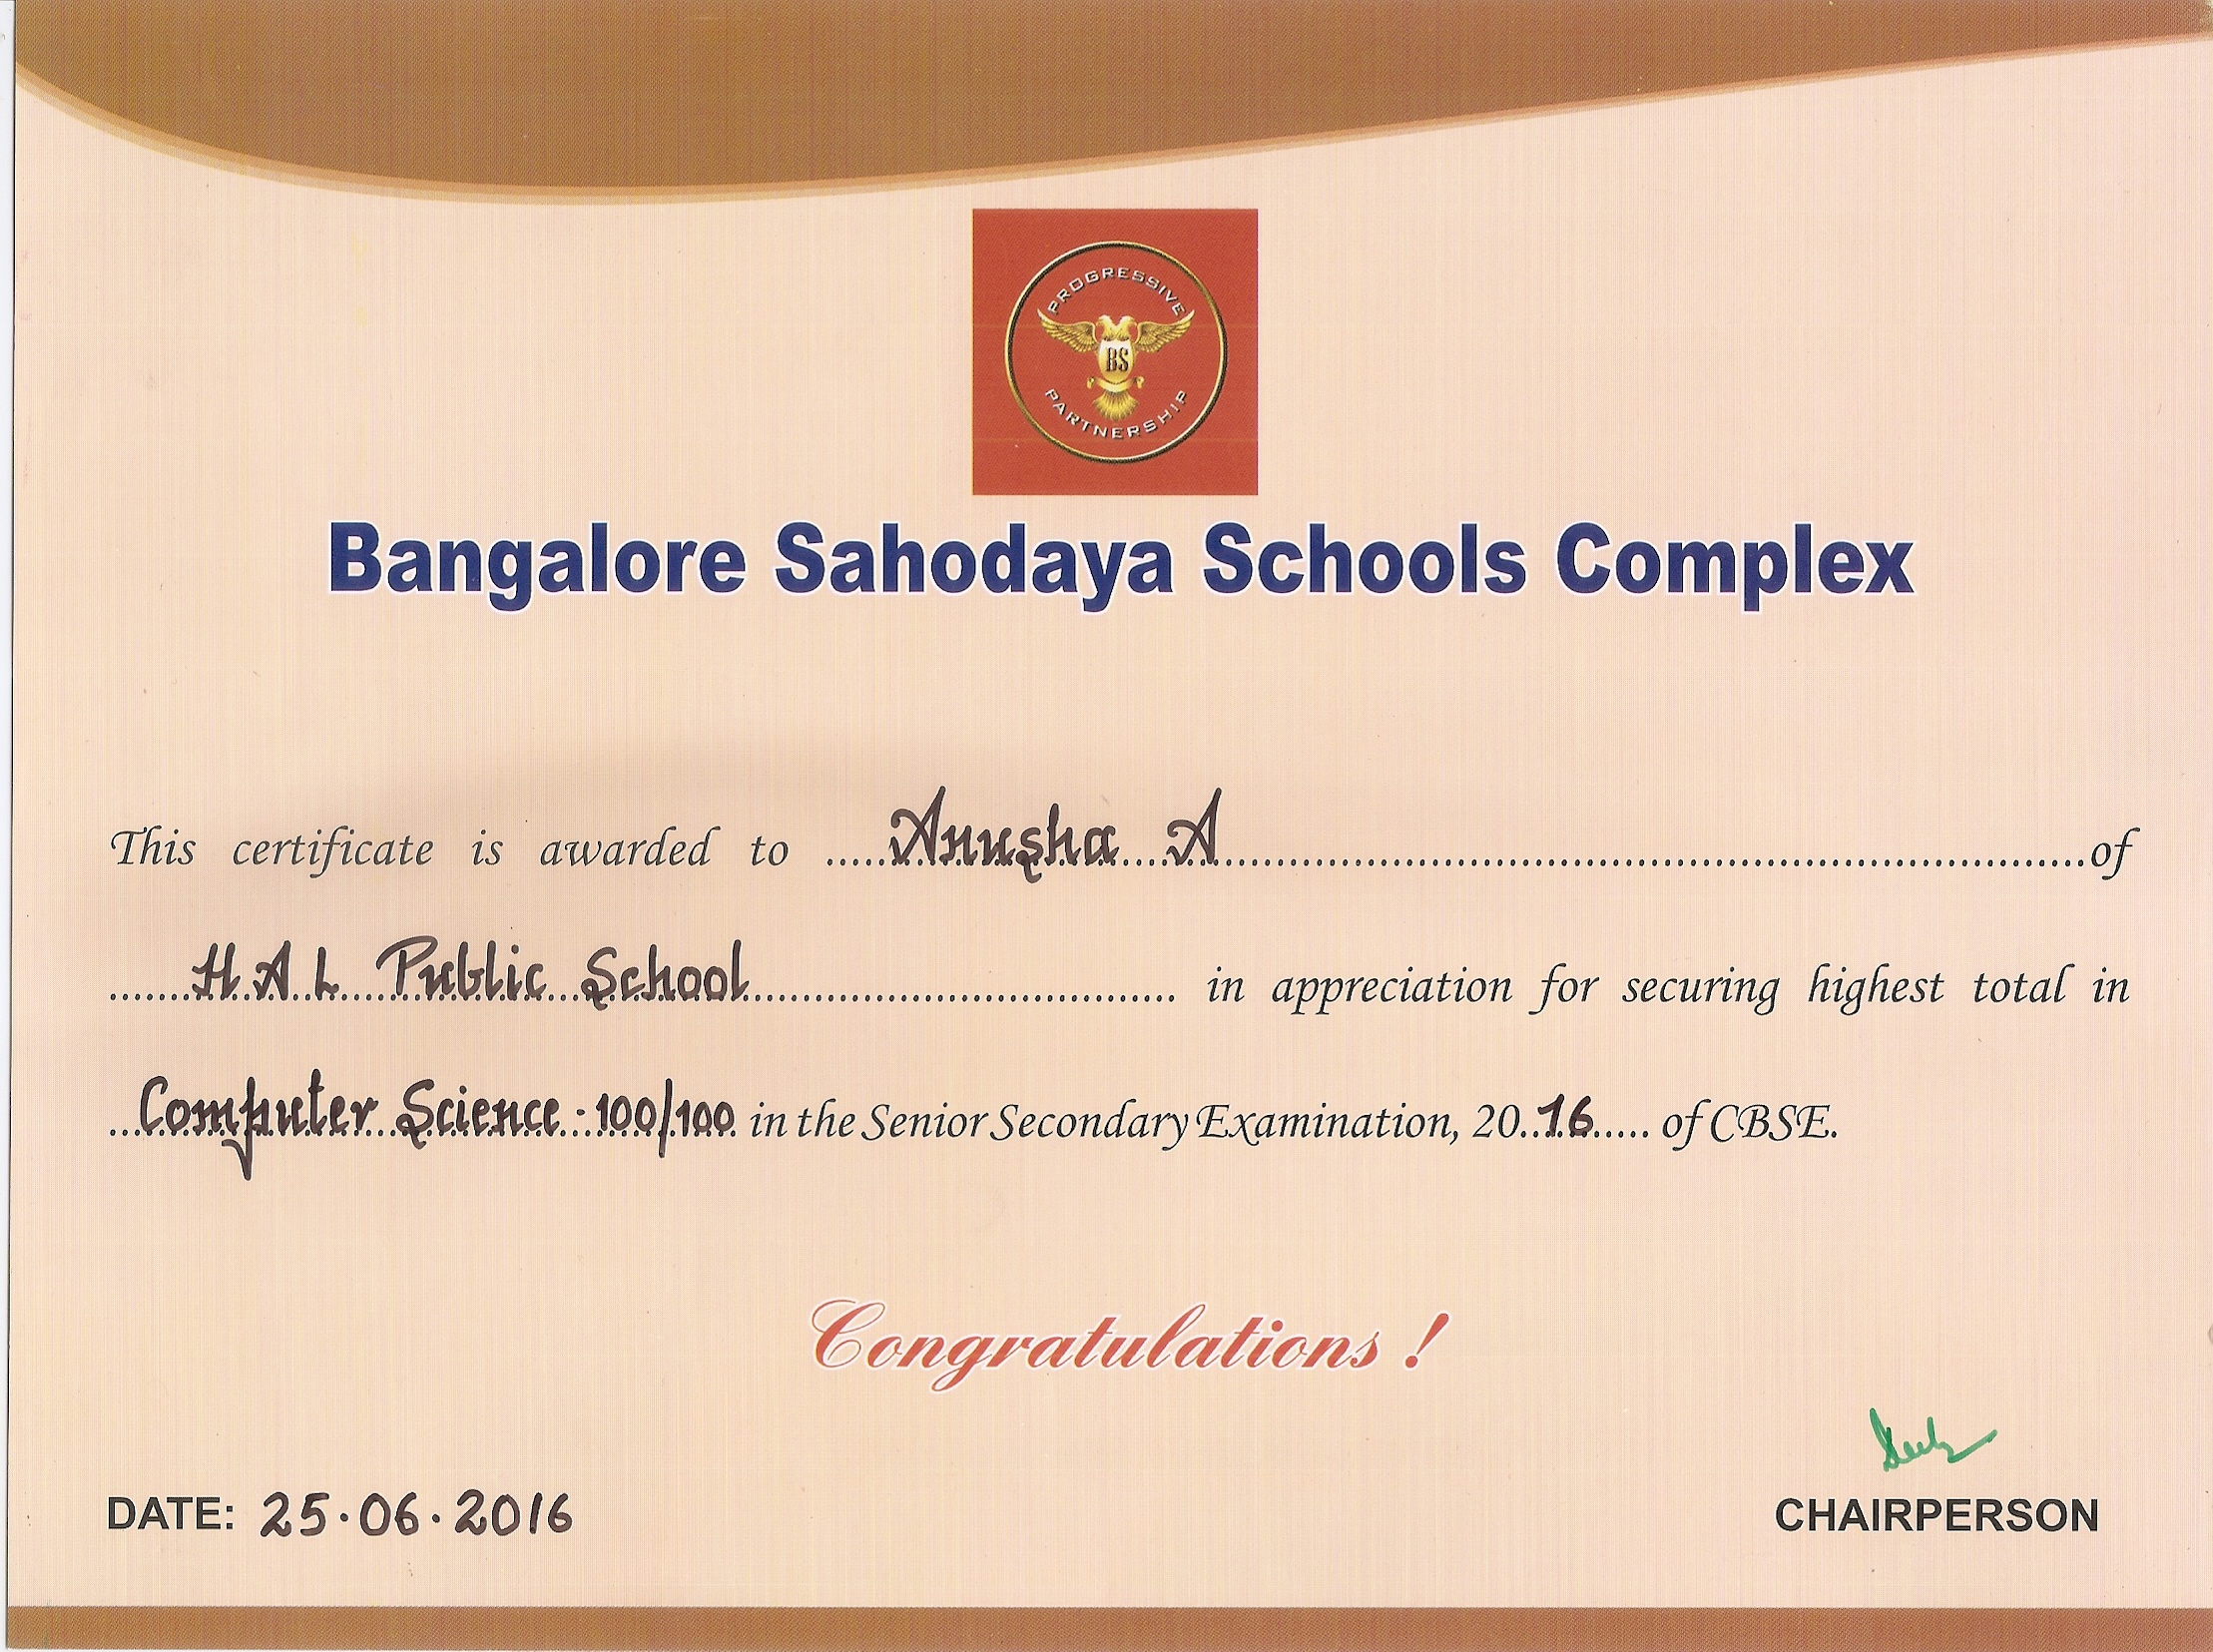 PROGRESSIVE
BS
PARTNERSHIP
Bangalore Sahodaya Schools Complex
This certificate is awarded to .....Anusha A.....of
.....H A L Public School..... in appreciation for securing highest total in
..Computer Science : 100/100 in the Senior Secondary Examination, 20..16..... of CBSE.
Congratulations !
DATE: 25.06.2016
CHAIRPERSON